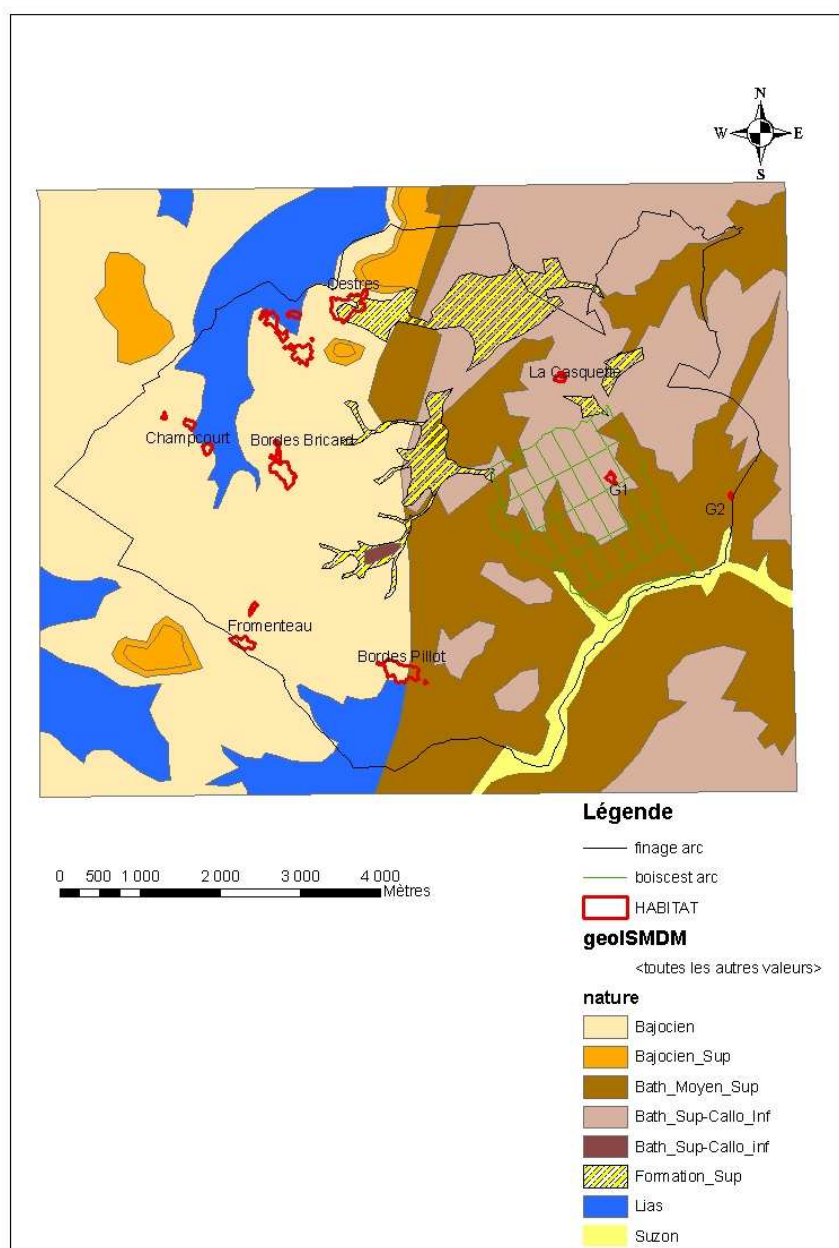 N
W E
S
Cestres
La Casquette
Champcourt
Bordes Bricard
G1
G2
Fromenteau
Bordes Pillot
Légende
finage arc
boiscest arc
HABITAT
geolSMDM
<toutes les autres valeurs>
nature
Bajocien
Bajocien_Sup
Bath_Moyen_Sup
Bath_Sup-Callo_Inf
Bath_Sup-Callo_inf
Formation_Sup
Lias
Suzon
0 500 1 000 2 000 3 000 4 000
Mètres